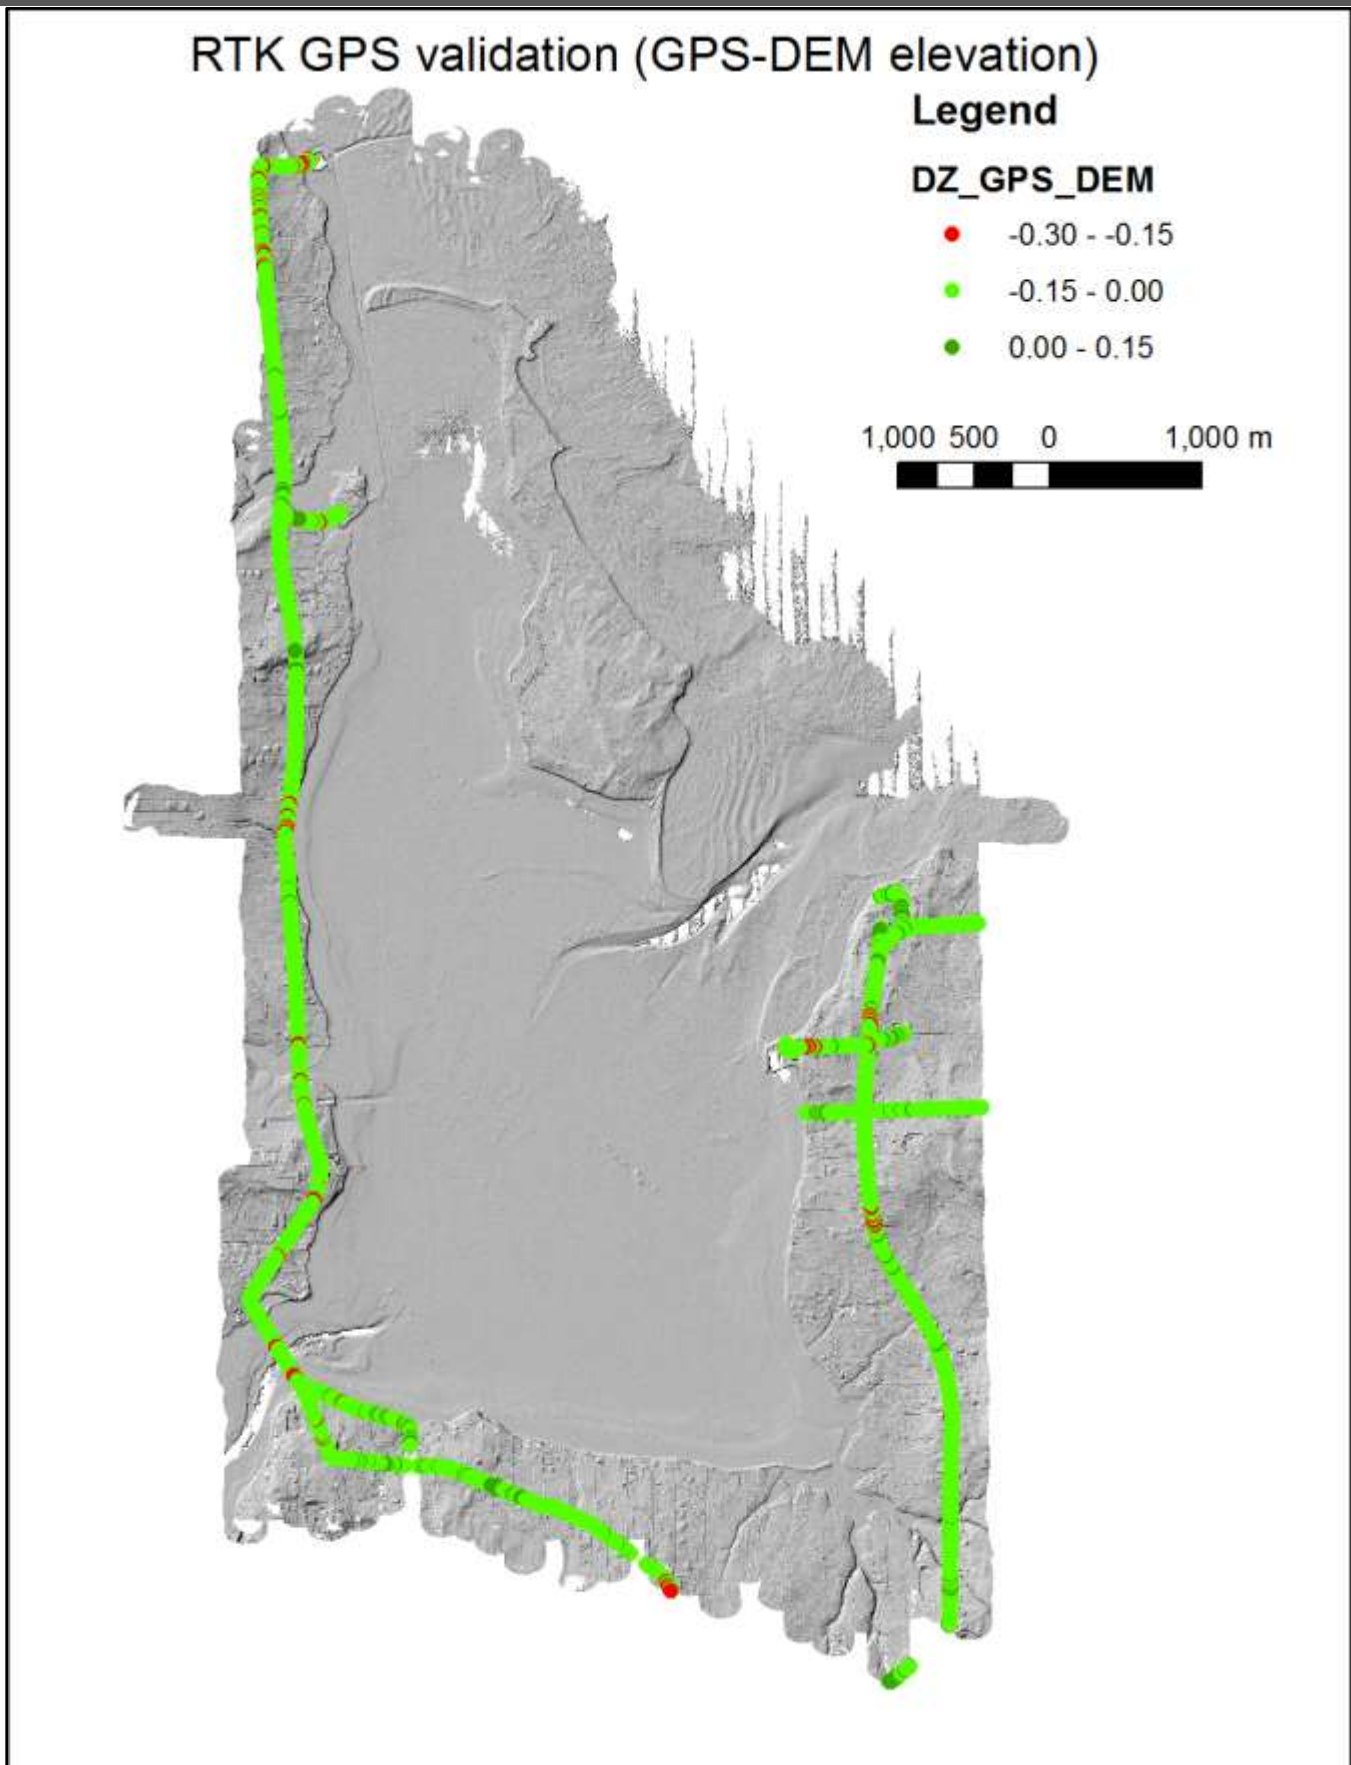 RTK GPS validation (GPS-DEM elevation)
Legend
DZ_GPS_DEM
-0.30 - -0.15
-0.15 - 0.00
0.00 - 0.15
1,000 500 0 1,000 m